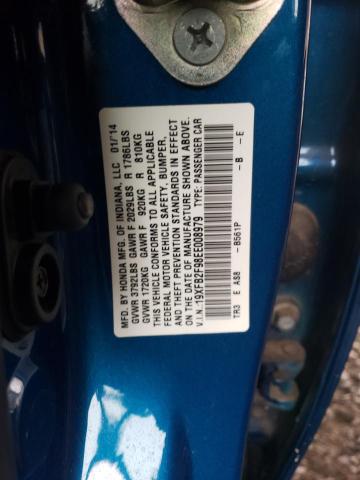 MFD. BY HONDA MFG. OF INDIANA, LLC 01/14
GVWR 3792LBS GAWR F 2029LBS R 1786LBS
GVWR 1720KG GAWR F 920KG R 810KG
THIS VEHICLE CONFORMS TO ALL APPLICABLE
FEDERAL MOTOR VEHICLE SAFETY, BUMPER,
AND THEFT PREVENTION STANDARDS IN EFFECT
ON THE DATE OF MANUFACTURE SHOWN ABOVE.
V.I.N.: 19XFB2F98EE008979 TYPE: PASSENGER CAR
TR3 E AS8 - B561P - B - E